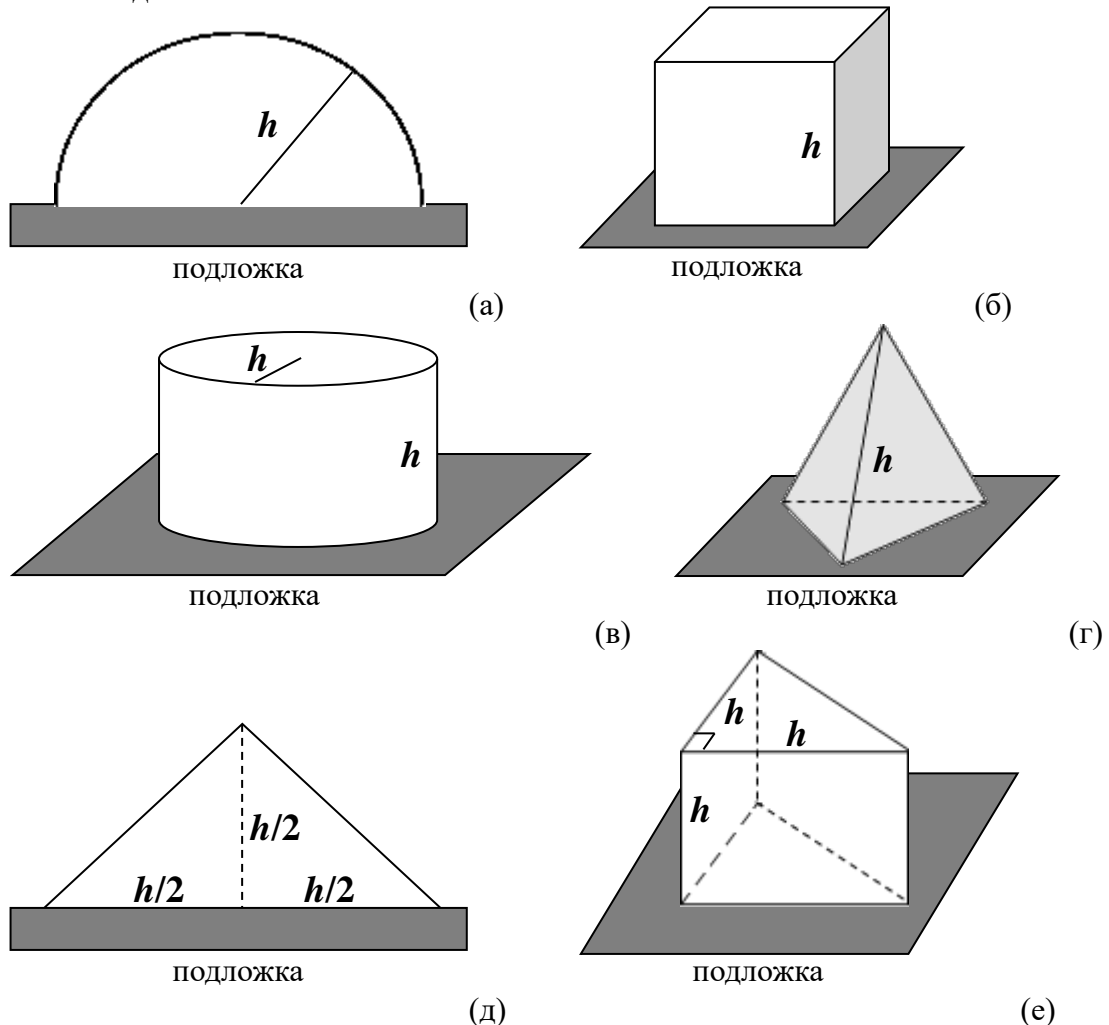 h
h
подложка
подложка
(а)
(б)
h
h
h
подложка
подложка
(в)
(г)
h
h
h
h/2
h/2
h/2
подложка
подложка
(д)
(е)